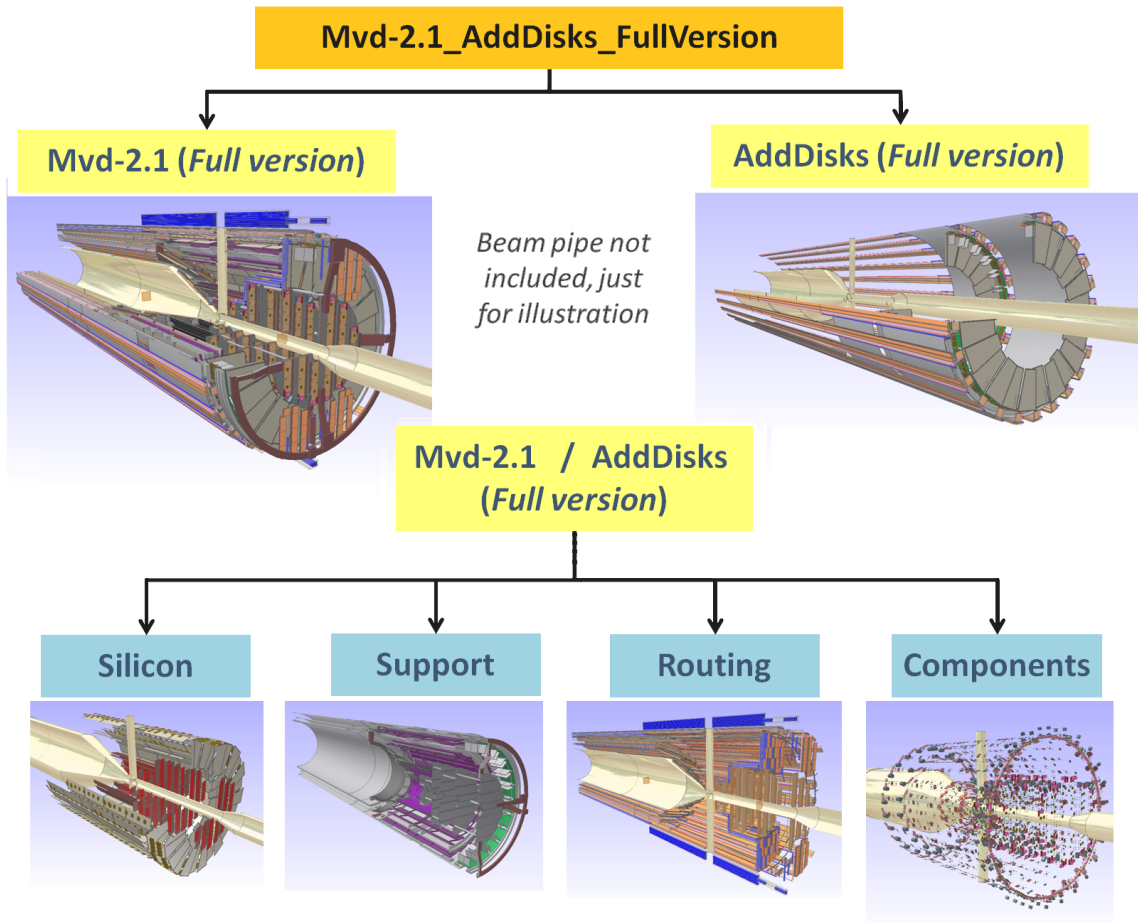 Mvd-2.1_AddDisks_FullVersion
Mvd-2.1 (Full version)
AddDisks (Full version)
Beam pipe not
included, just
for illustration
Mvd-2.1 / AddDisks
(Full version)
Silicon
Support
Routing
Components